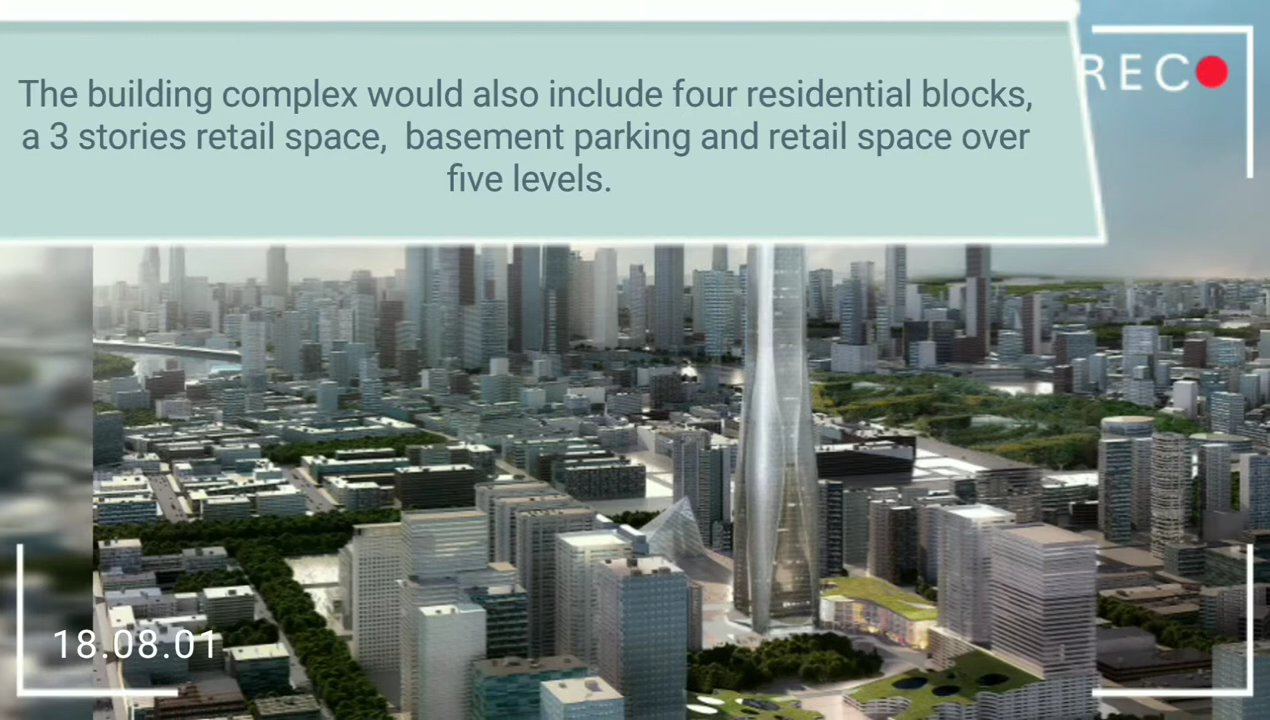 The building complex would also include four residential blocks,
a 3 stories retail space,  basement parking and retail space over
five levels.
REC
18.08.01